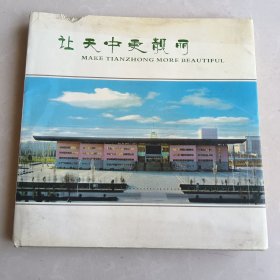 让天中更靓丽
MAKE TIANZHONG MORE BEAUTIFUL